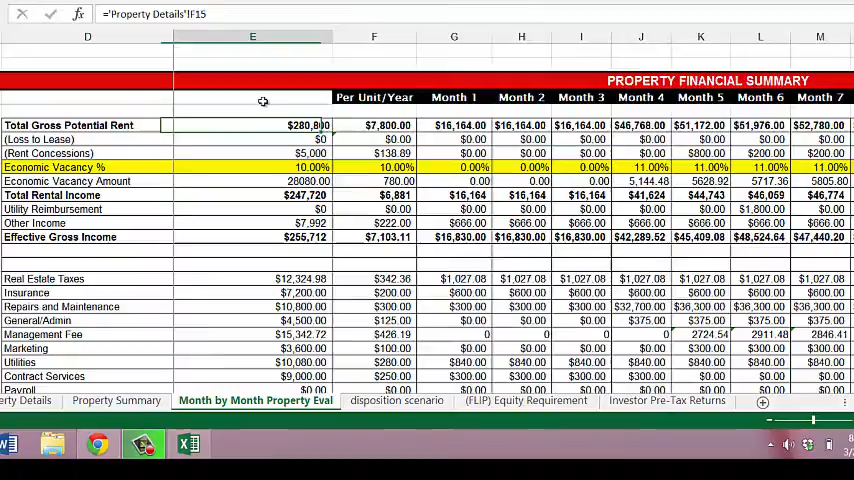 fx ='Property Details'!F15
D E F G H I J K L M
PROPERTY FINANCIAL SUMMARY
Per Unit/Year Month 1 Month 2 Month 3 Month 4 Month 5 Month 6 Month 7
Total Gross Potential Rent $280,800 $7,800.00 $16,164.00 $16,164.00 $16,164.00 $46,768.00 $51,172.00 $51,976.00 $52,780.00
(Loss to Lease) $0 $0.00 $0.00 $0.00 $0.00 $0.00 $0.00 $0.00 $0.00
(Rent Concessions) $5,000 $138.89 $0.00 $0.00 $0.00 $0.00 $800.00 $200.00 $200.00
Economic Vacancy % 10.00% 10.00% 0.00% 0.00% 0.00% 11.00% 11.00% 11.00% 11.00%
Economic Vacancy Amount 28080.00 780.00 0.00 0.00 0.00 5,144.48 5628.92 5717.36 5805.80
Total Rental Income $247,720 $6,881 $16,164 $16,164 $16,164 $41,624 $44,743 $46,059 $46,774
Utility Reimbursement $0 $0.00 $0.00 $0.00 $0.00 $0.00 $0.00 $1,800.00 $0.00
Other Income $7,992 $222.00 $666.00 $666.00 $666.00 $666.00 $666.00 $666.00 $666.00
Effective Gross Income $255,712 $7,103.11 $16,830.00 $16,830.00 $16,830.00 $42,289.52 $45,409.08 $48,524.64 $47,440.20
Real Estate Taxes $12,324.98 $342.36 $1,027.08 $1,027.08 $1,027.08 $1,027.08 $1,027.08 $1,027.08 $1,027.08
Insurance $7,200.00 $200.00 $600.00 $600.00 $600.00 $600.00 $600.00 $600.00 $600.00
Repairs and Maintenance $10,800.00 $300.00 $300.00 $300.00 $300.00 $32,700.00 $36,300.00 $36,300.00 $36,300.00
General/Admin $4,500.00 $125.00 $0.00 $0.00 $0.00 $375.00 $375.00 $375.00 $375.00
Management Fee $15,342.72 $426.19 0 0 0 0 2724.54 2911.48 2846.41
Marketing $3,600.00 $100.00 $0.00 $0.00 $0.00 $0.00 $300.00 $300.00 $300.00
Utilities $10,080.00 $280.00 $840.00 $840.00 $840.00 $840.00 $840.00 $840.00 $840.00
Contract Services $9,000.00 $250.00 $300.00 $300.00 $300.00 $300.00 $300.00 $300.00 $300.00
Payroll $0.00 $0.00 $0.00 $0.00 $0.00 $0.00 $0.00 $0.00 $0.00
erty Details Property Summary Month by Month Property Eval disposition scenario (FLIP) Equity Requirement Investor Pre-Tax Returns
8
3/